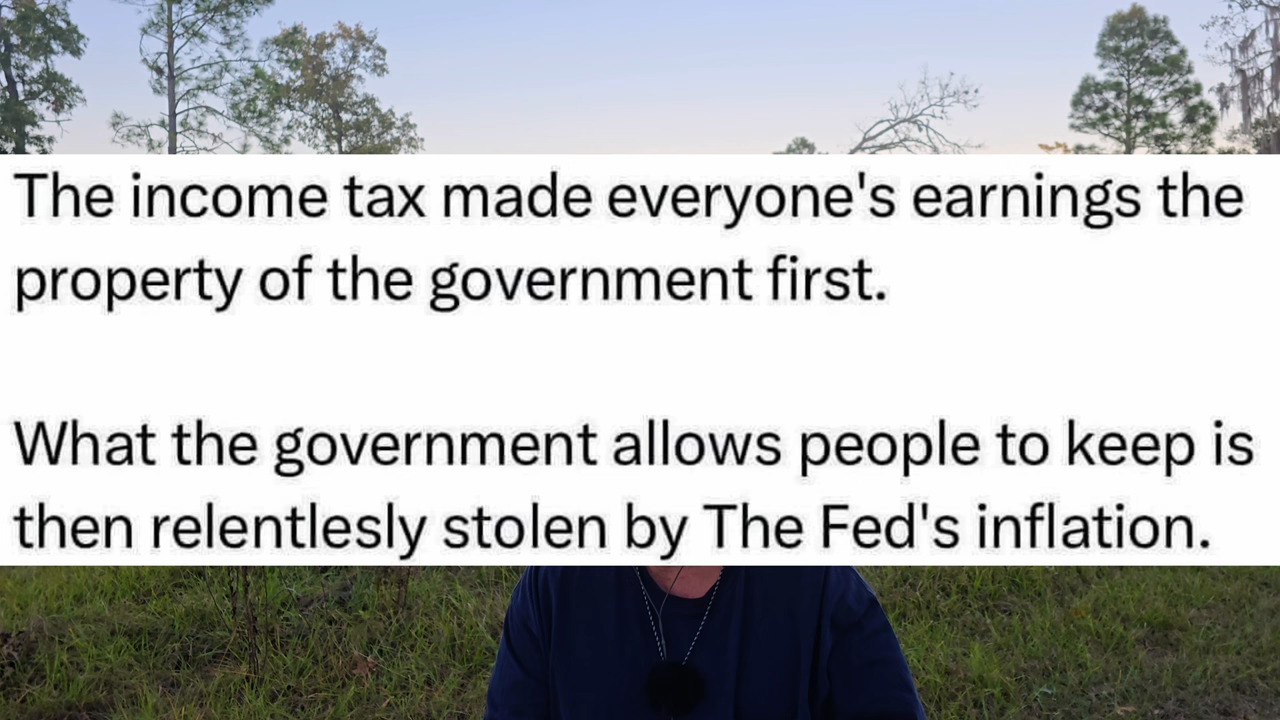 The income tax made everyone's earnings the
property of the government first.
What the government allows people to keep is
then relentlesly stolen by The Fed's inflation.